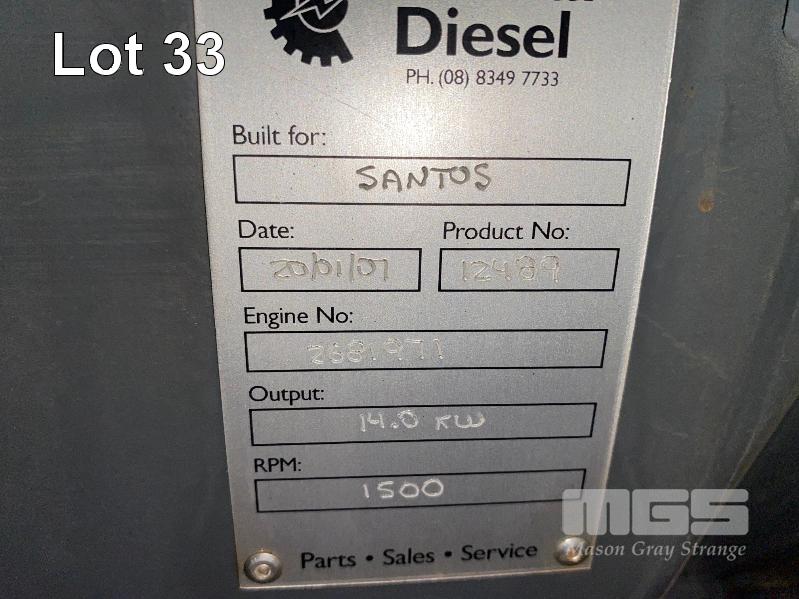 Lot 33
Diesel
PH. (08) 8349 7733
Built for:
SANTOS
Date: Product No:
20/01/07 12489
Engine No:
2681971
Output:
14.0 KW
RPM:
1500
MGS
Mason Gray Strange
Parts • Sales • Service